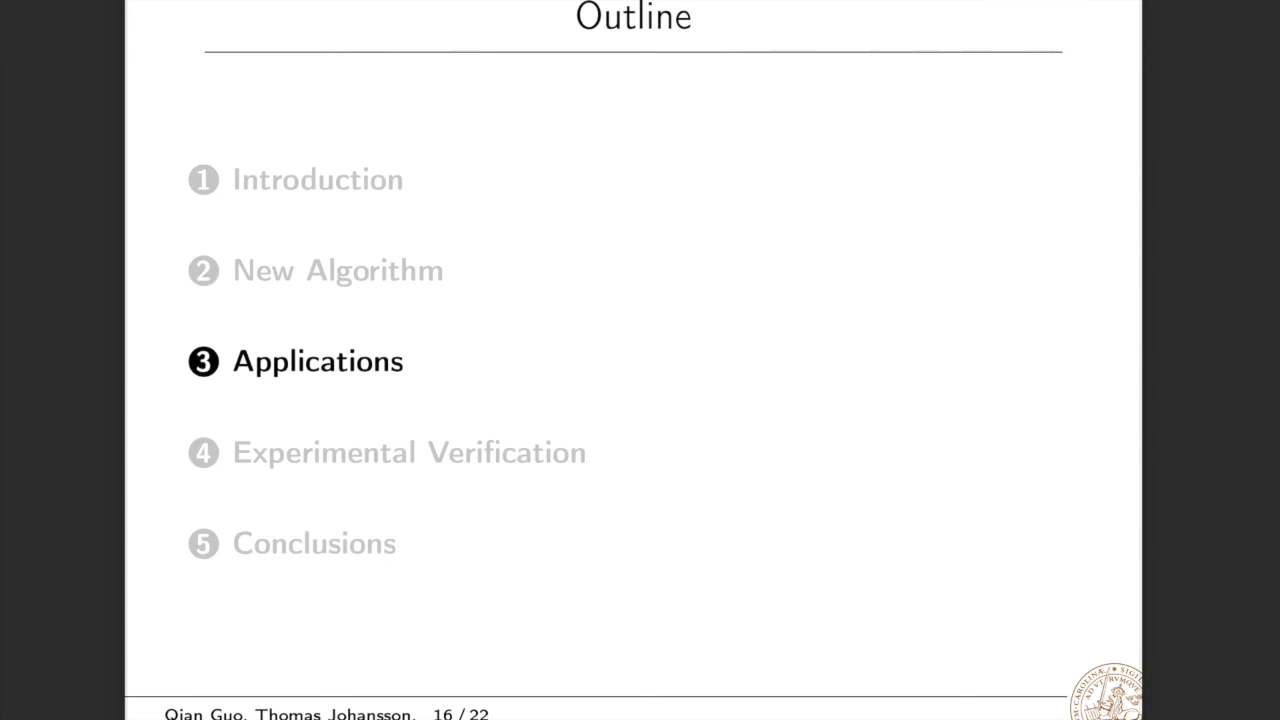 Outline
1 Introduction
2 New Algorithm
3 Applications
4 Experimental Verification
5 Conclusions
Qian Guo, Thomas Johansson, 16 / 22